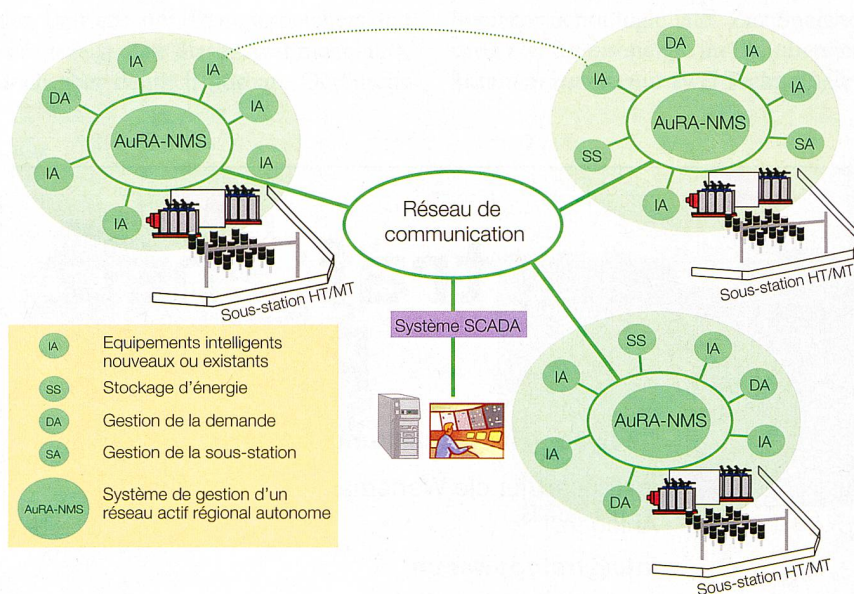 IA
IA
IA
DA
IA
AuRA-NMS
IA
IA
IA
Sous-station HT/MT
DA
IA
IA
IA
AuRA-NMS
SS
SA
IA
Sous-station HT/MT
Réseau de
communication
Système SCADA
SS
IA
IA
DA
AuRA-NMS
IA
IA
DA
Sous-station HT/MT
IA
Equipements intelligents
nouveaux ou existants
SS
Stockage d'énergie
DA
Gestion de la demande
SA
Gestion de la sous-station
AuRA-NMS
Système de gestion d'un
réseau actif régional autonome